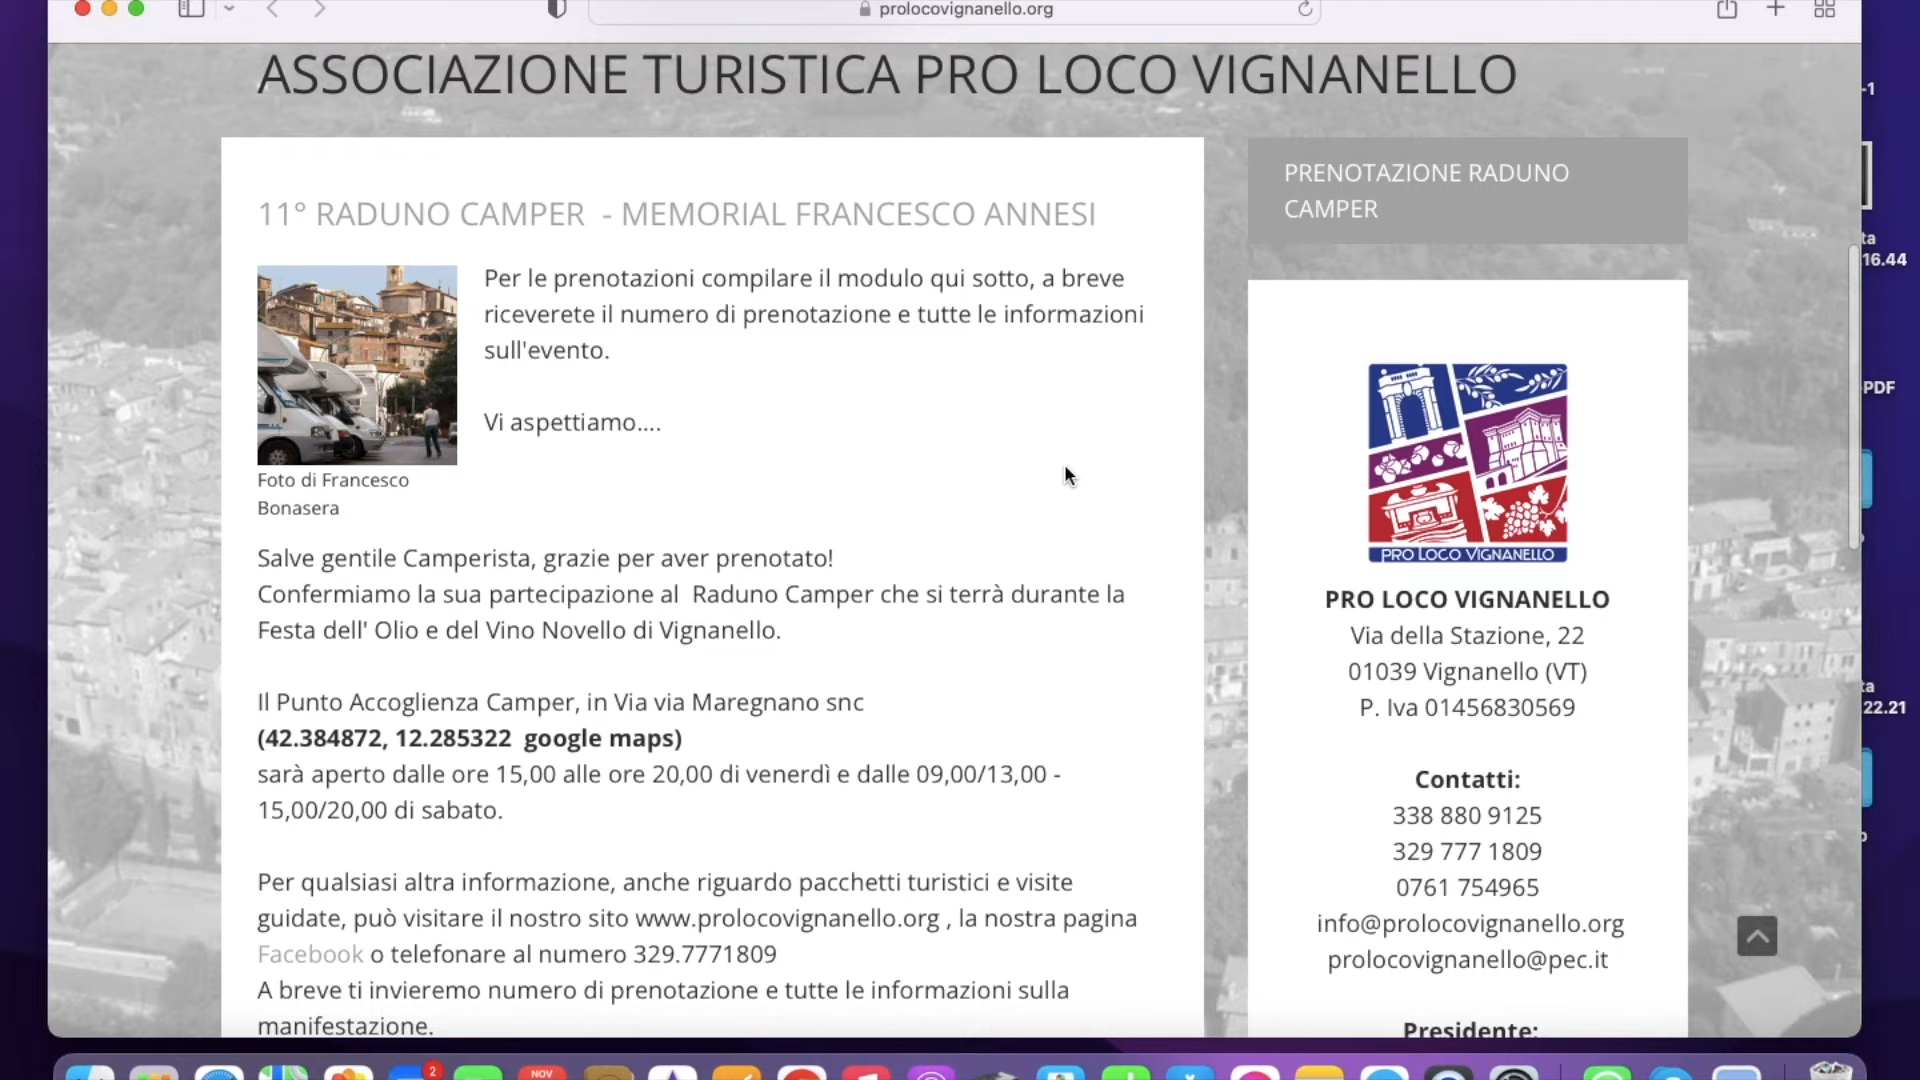 prolocovignanello.org
ASSOCIAZIONE TURISTICA PRO LOCO VIGNANELLO
11° RADUNO CAMPER - MEMORIAL FRANCESCO ANNESI
Per le prenotazioni compilare il modulo qui sotto, a breve
riceverete il numero di prenotazione e tutte le informazioni
sull'evento.
Vi aspettiamo....
Foto di Francesco
Bonasera
Salve gentile Camperista, grazie per aver prenotato!
Confermiamo la sua partecipazione al Raduno Camper che si terrà durante la
Festa dell' Olio e del Vino Novello di Vignanello.
Il Punto Accoglienza Camper, in Via via Maregnano snc
(42.384872, 12.285322 google maps)
sarà aperto dalle ore 15,00 alle ore 20,00 di venerdì e dalle 09,00/13,00 -
15,00/20,00 di sabato.
Per qualsiasi altra informazione, anche riguardo pacchetti turistici e visite
guidate, può visitare il nostro sito www.prolocovignanello.org , la nostra pagina
Facebook o telefonare al numero 329.7771809
A breve ti invieremo numero di prenotazione e tutte le informazioni sulla
manifestazione.
PRENOTAZIONE RADUNO
CAMPER
PRO LOCO VIGNANELLO
PRO LOCO VIGNANELLO
Via della Stazione, 22
01039 Vignanello (VT)
P. Iva 01456830569
Contatti:
338 880 9125
329 777 1809
0761 754965
info@prolocovignanello.org
prolocovignanello@pec.it
Presidente:
-1
ta
16.44
PDF
ta
22.21
2
NOV